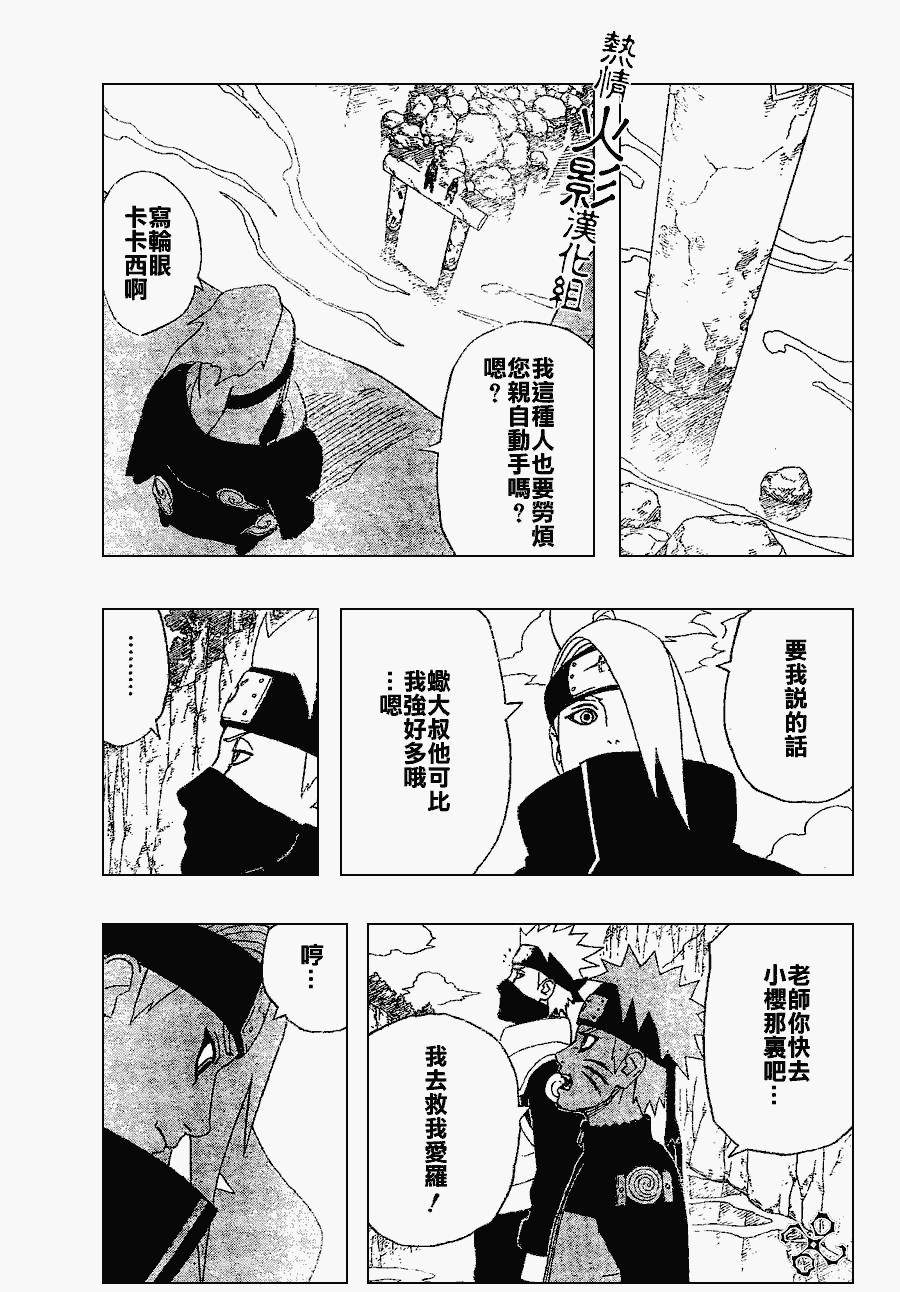 熱情火影漢化組
我這種人也要勞煩
您親自動手嗎？
嗯？
寫輪眼
卡卡西啊
要我説的話
蠍大叔他可比
我強好多哦
…嗯
………
老師你快去
小櫻那裏吧…
我去救我愛羅！
哼…